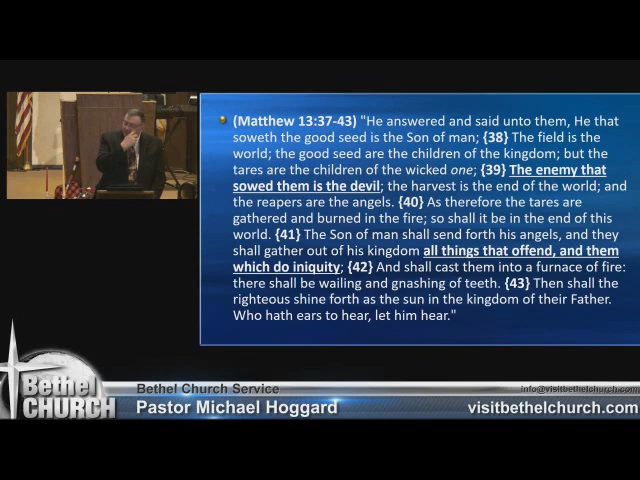 (Matthew 13:37-43) "He answered and said unto them, He that
soweth the good seed is the Son of man; {38} The field is the
world; the good seed are the children of the kingdom; but the
tares are the children of the wicked one; {39} The enemy that
sowed them is the devil; the harvest is the end of the world; and
the reapers are the angels. {40} As therefore the tares are
gathered and burned in the fire; so shall it be in the end of this
world. {41} The Son of man shall send forth his angels, and they
shall gather out of his kingdom all things that offend, and them
which do iniquity; {42} And shall cast them into a furnace of fire:
there shall be wailing and gnashing of teeth. {43} Then shall the
righteous shine forth as the sun in the kingdom of their Father.
Who hath ears to hear, let him hear."
Bethel
CHURCH
Bethel Church Service
info@visitbethelchurch.com
Pastor Michael Hoggard
visitbethelchurch.com